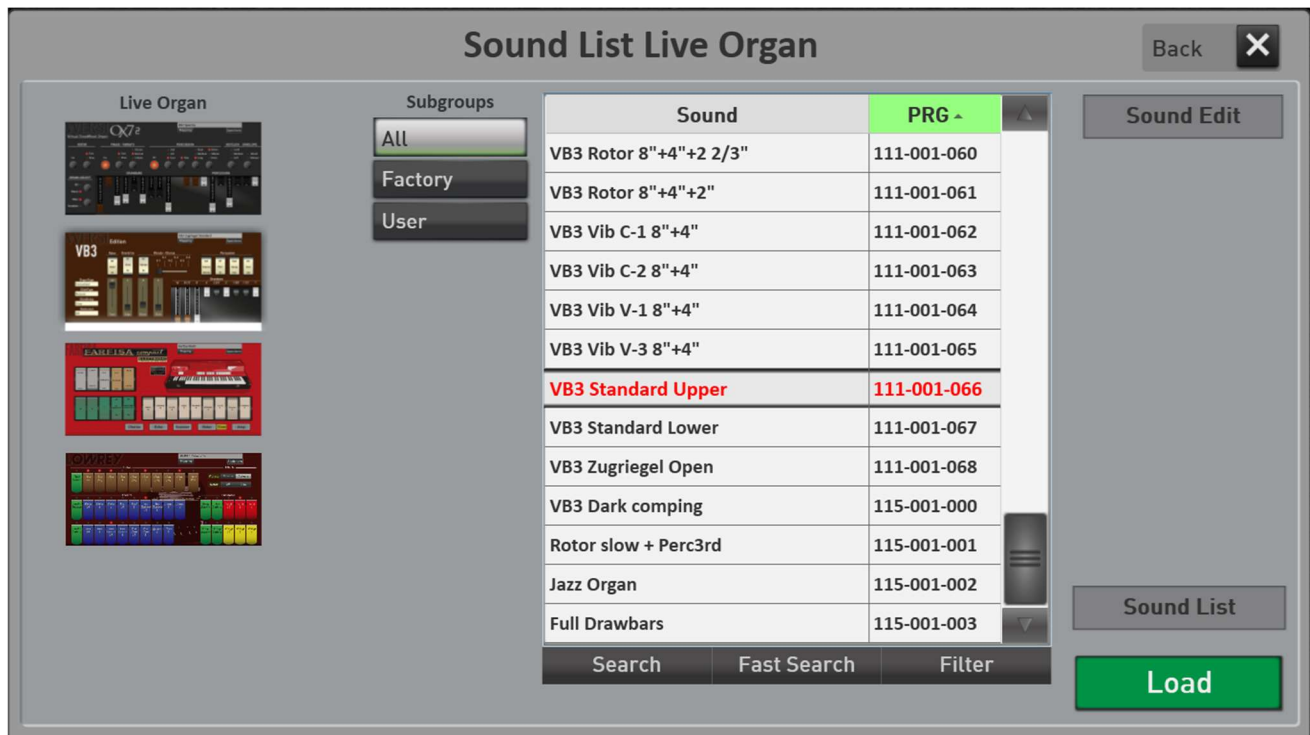 Sound List Live Organ
Back
Live Organ
VB3
Edition
FARFISA compact
LOWREY
Subgroups
All
Factory
User
Sound PRG
VB3 Rotor 8"+4"+2 2/3" 111-001-060
VB3 Rotor 8"+4"+2" 111-001-061
VB3 Vib C-1 8"+4" 111-001-062
VB3 Vib C-2 8"+4" 111-001-063
VB3 Vib V-1 8"+4" 111-001-064
VB3 Vib V-3 8"+4" 111-001-065
VB3 Standard Upper 111-001-066
VB3 Standard Lower 111-001-067
VB3 Zugriegel Open 111-001-068
VB3 Dark comping 115-001-000
Rotor slow + Perc3rd 115-001-001
Jazz Organ 115-001-002
Full Drawbars 115-001-003
Search Fast Search Filter
Sound Edit
Sound List
Load